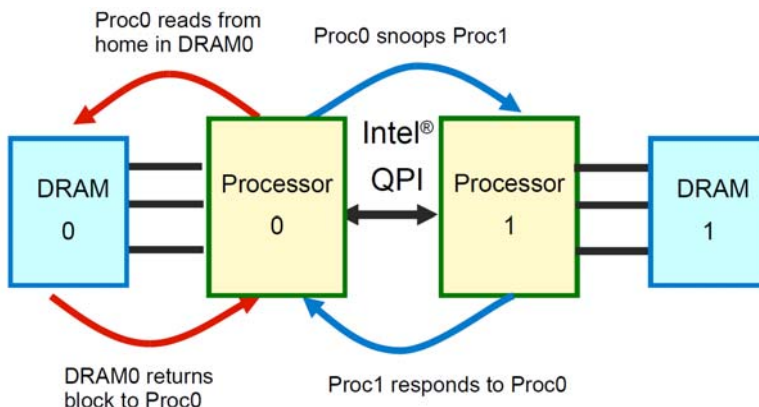 Proc0 reads from
home in DRAM0
Proc0 snoops Proc1
Intel®
QPI
DRAM
0
Processor
0
Processor
1
DRAM
1
DRAM0 returns
block to Proc0
Proc1 responds to Proc0